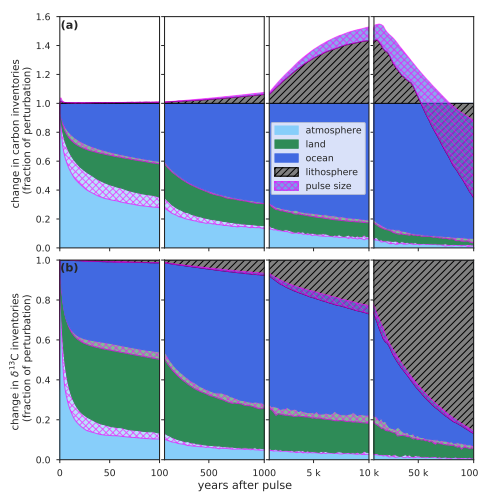 1.6
1.4
1.2
1.0
0.8
0.6
0.4
0.2
0.0
change in carbon inventories
(fraction of perturbation)
(a)
atmosphere
land
ocean
lithosphere
pulse size
1.0
0.8
0.6
0.4
0.2
0.0
change in δ¹³C inventories
(fraction of perturbation)
(b)
0 50 100 500 1000 5 k 10 k 50 k 100 k
years after pulse